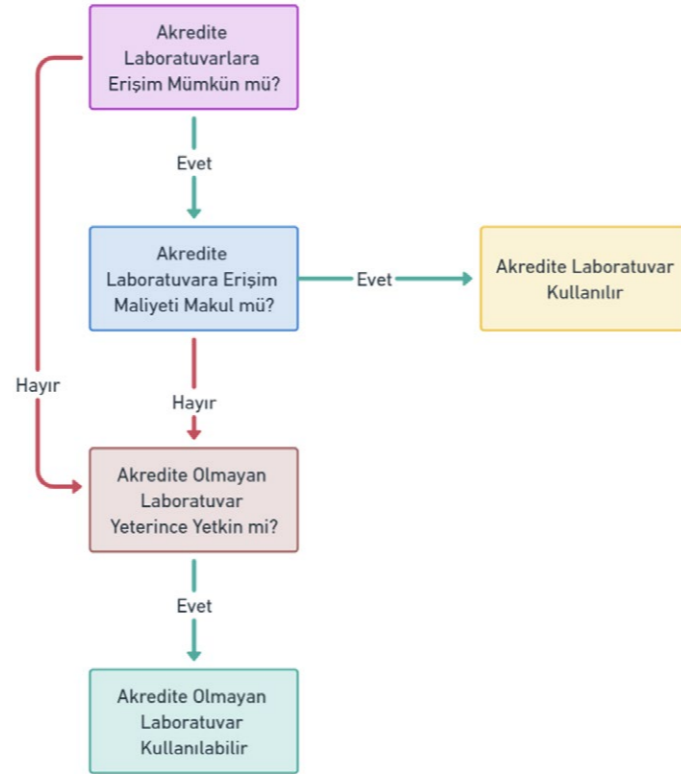 Akredite
Laboratuvarlara
Erişim Mümkün mü?
Evet
Akredite
Laboratuvara Erişim
Maliyeti Makul mü?
Evet
Akredite Laboratuvar
Kullanılır
Hayır
Hayır
Akredite Olmayan
Laboratuvar
Yeterince Yetkin mi?
Evet
Akredite Olmayan
Laboratuvar
Kullanılabilir